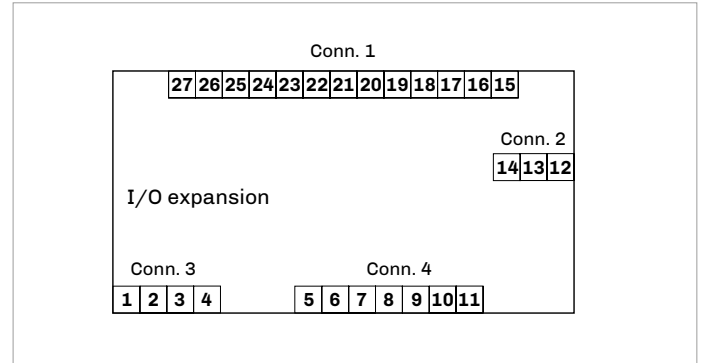 Conn. 1
27 26 25 24 23 22 21 20 19 18 17 16 15
Conn. 2
14 13 12
I/O expansion
Conn. 3 Conn. 4
1 2 3 4 5 6 7 8 9 10 11